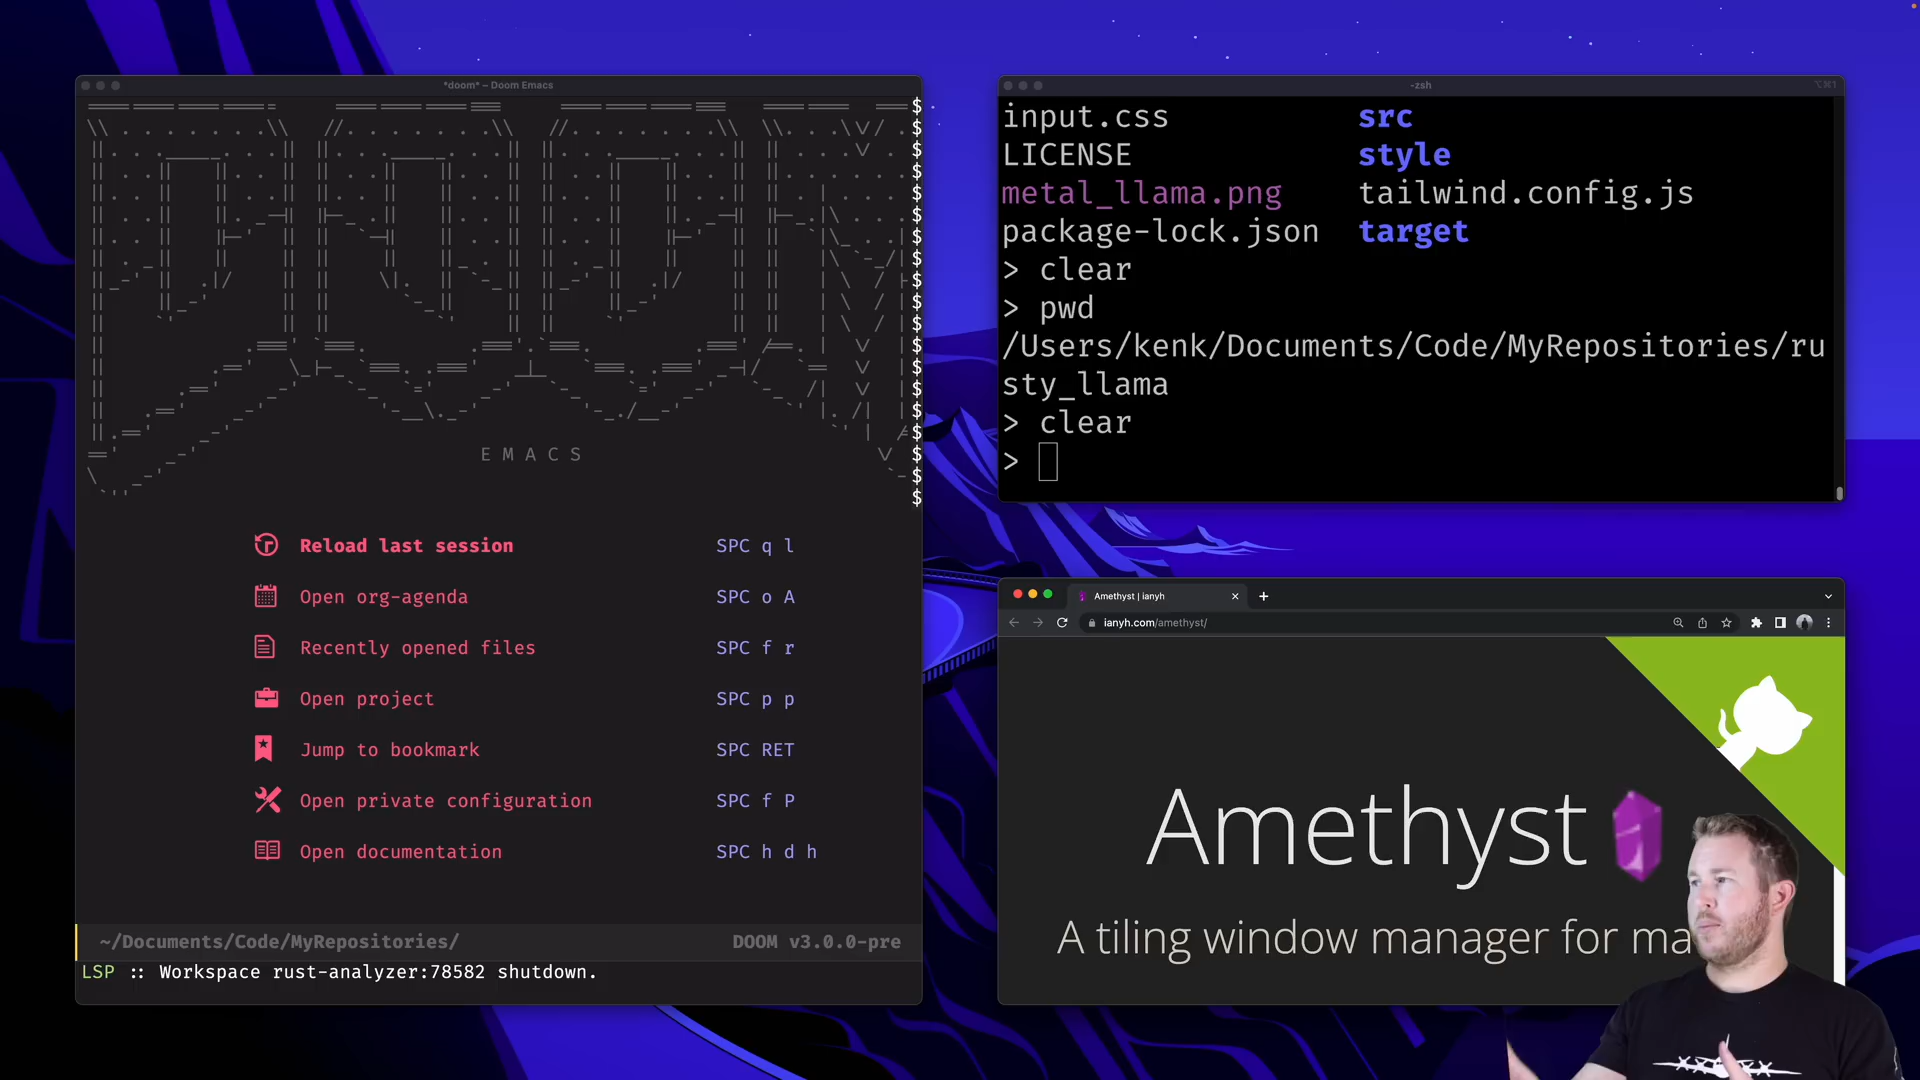 *doom* – Doom Emacs
EMACS
Reload last session SPC q l
Open org-agenda SPC o A
Recently opened files SPC f r
Open project SPC p p
Jump to bookmark SPC RET
Open private configuration SPC f P
Open documentation SPC h d h
~/Documents/Code/MyRepositories/ DOOM v3.0.0-pre
LSP :: Workspace rust-analyzer:78582 shutdown.
-zsh ⌥⌘1
input.css src
LICENSE style
metal_llama.png tailwind.config.js
package-lock.json target
> clear
> pwd
/Users/kenk/Documents/Code/MyRepositories/ru
sty_llama
> clear
>
Amethyst | ianyh
ianyh.com/amethyst/
Amethyst
A tiling window manager for ma